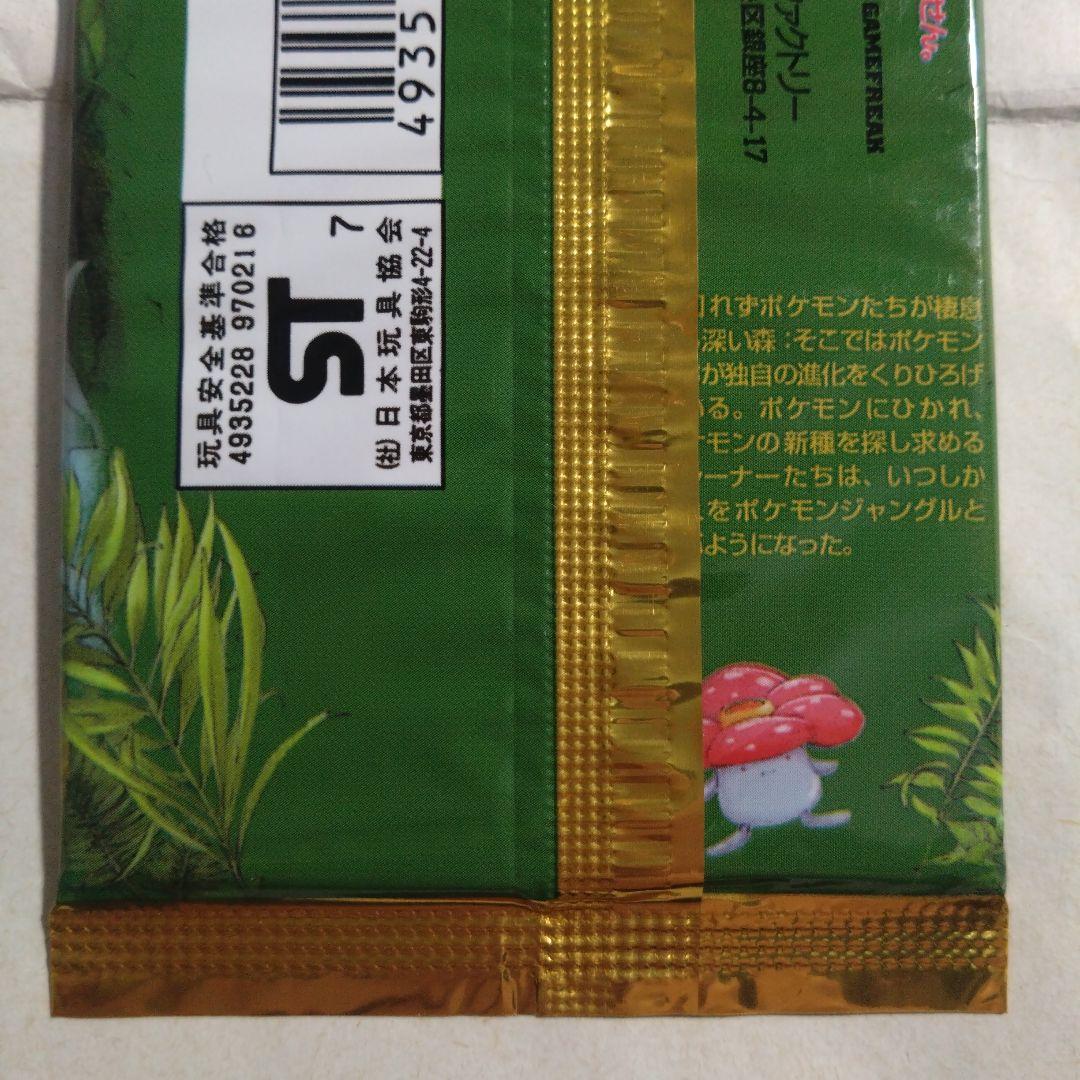 4935
玩具安全基準合格
4935228 970218
ST
7
(社)日本玩具協会
東京都墨田区東駒形4-22-4
せん。
GAMEFREAK
ァクトリー
区銀座8-4-17
れずポケモンたちが棲息
深い森:そこではポケモン
が独自の進化をくりひろげ
る。ポケモンにひかれ、
モンの新種を探し求める
ーナーたちは、いつしか
をポケモンジャングルと
ようになった。